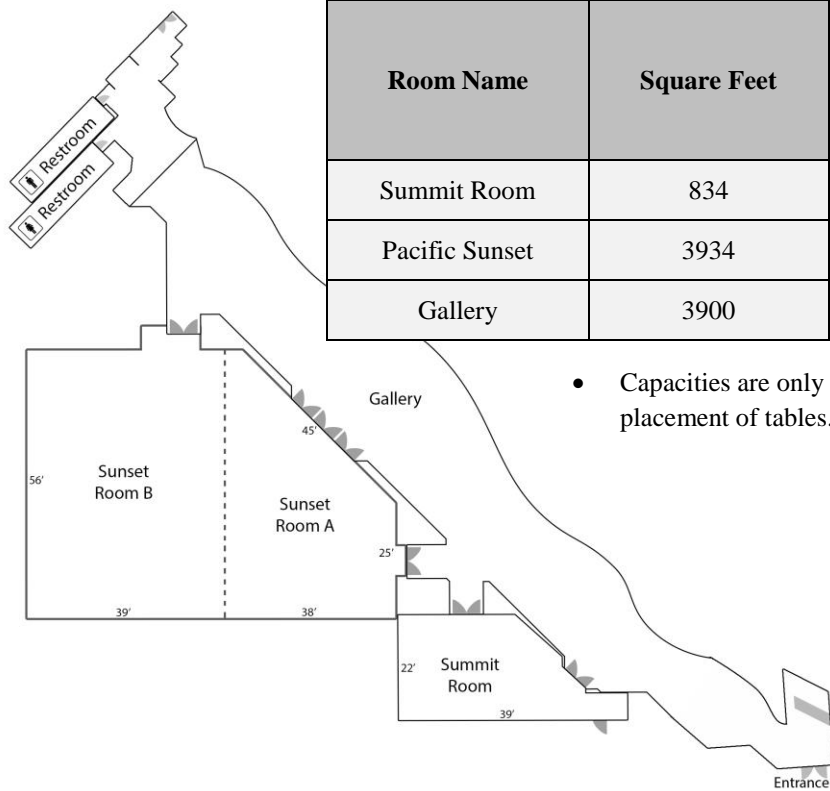 Room Name Square Feet
Summit Room 834
Pacific Sunset 3934
Gallery 3900
• Capacities are only
placement of tables.
Restroom
Restroom
Gallery
45'
56'
Sunset
Room B
Sunset
Room A
25'
39'
38'
22'
Summit
Room
39'
Entrance